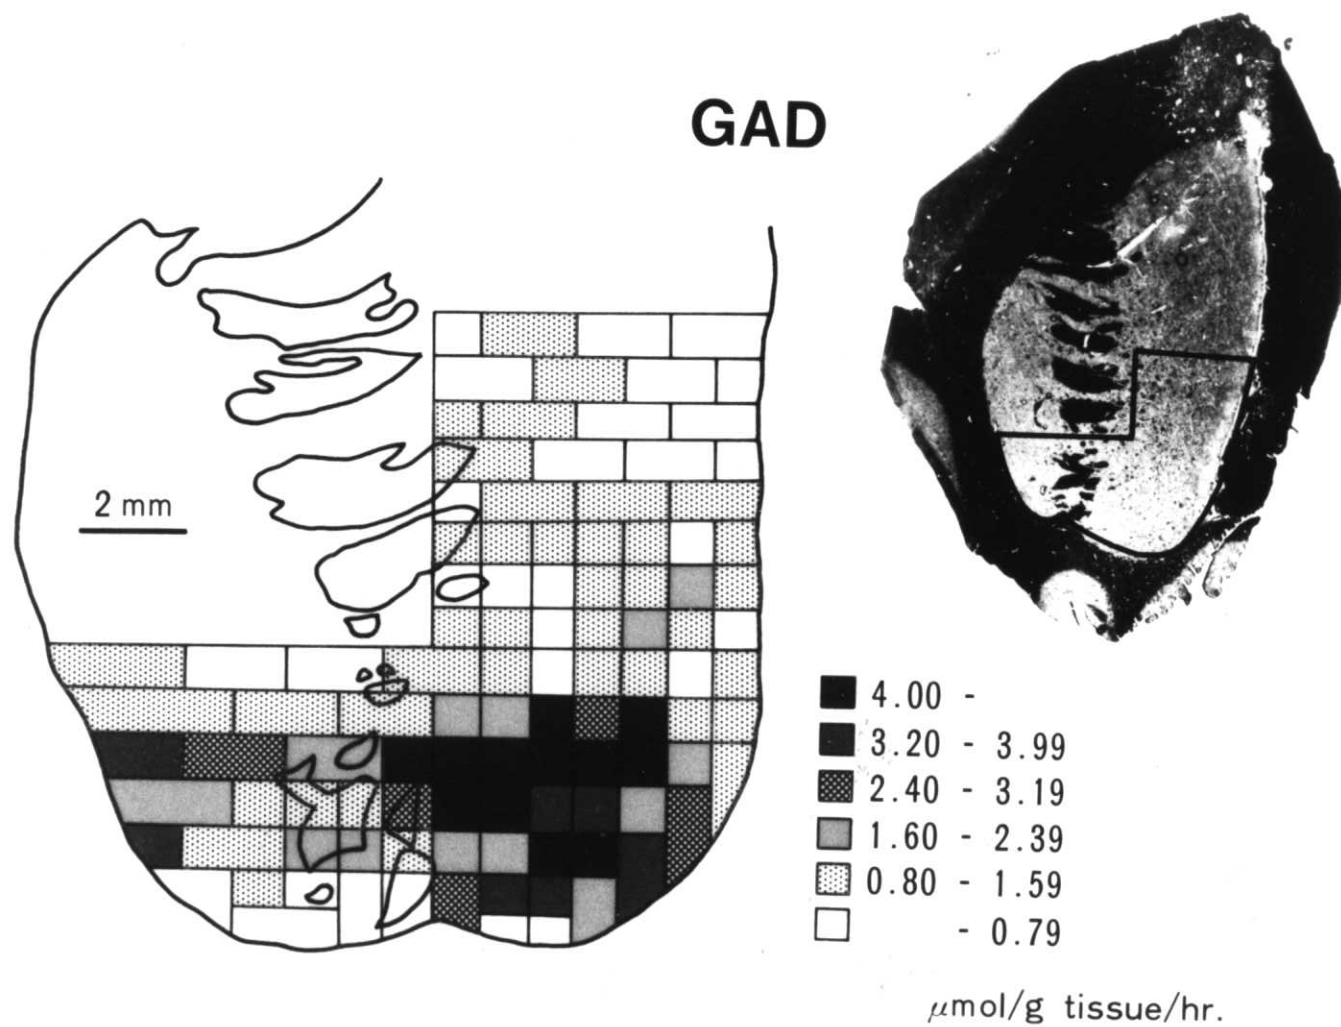 GAD
2 mm
4.00 -
3.20 - 3.99
2.40 - 3.19
1.60 - 2.39
0.80 - 1.59
- 0.79
μmol/g tissue/hr.